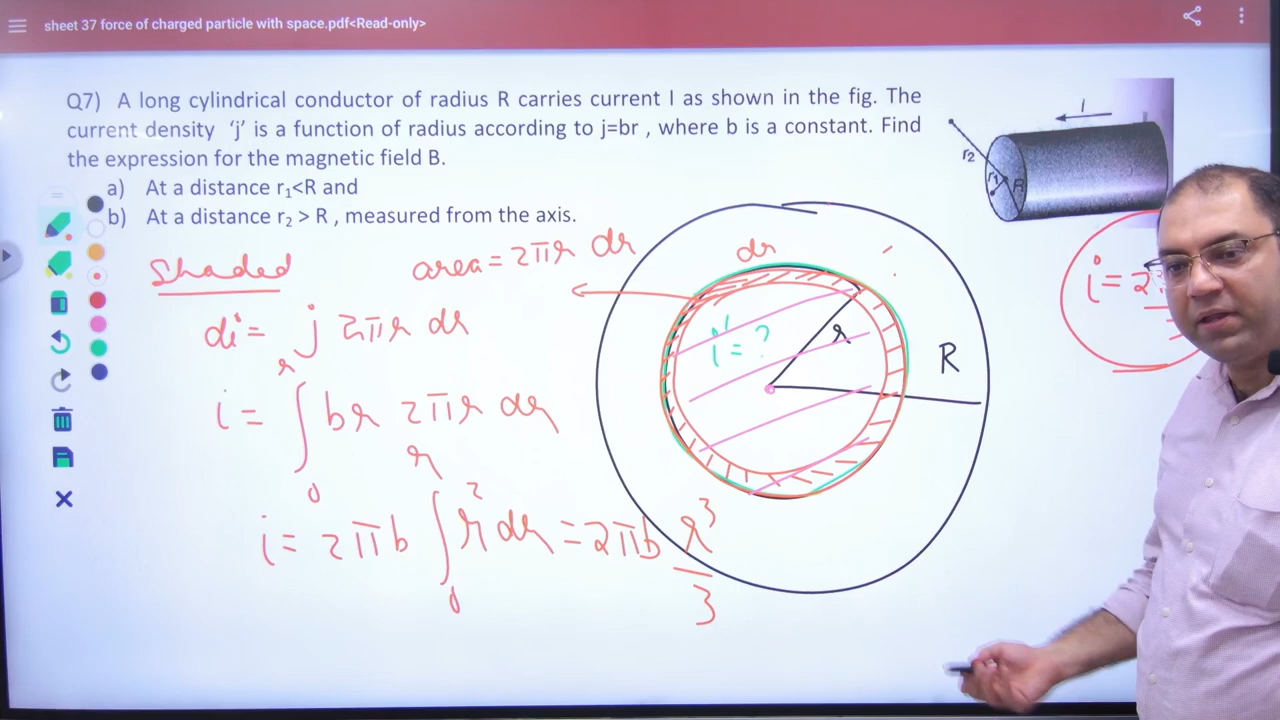 sheet 37 force of charged particle with space.pdf<Read-only>
Q7) A long cylindrical conductor of radius R carries current I as shown in the fig. The
current density 'j' is a function of radius according to j=br , where b is a constant. Find
the expression for the magnetic field B.
a) At a distance r₁<R and
b) At a distance r₂ > R , measured from the axis.
I
r2
r1
R
Shaded
area = 2πr dr
dr
di = j 2πr dr
i' = ?
r
R
i = 2
i = ∫₀ʳ br 2πr dr
i = 2πb ∫₀ʳ r² dr = 2πb r³/3